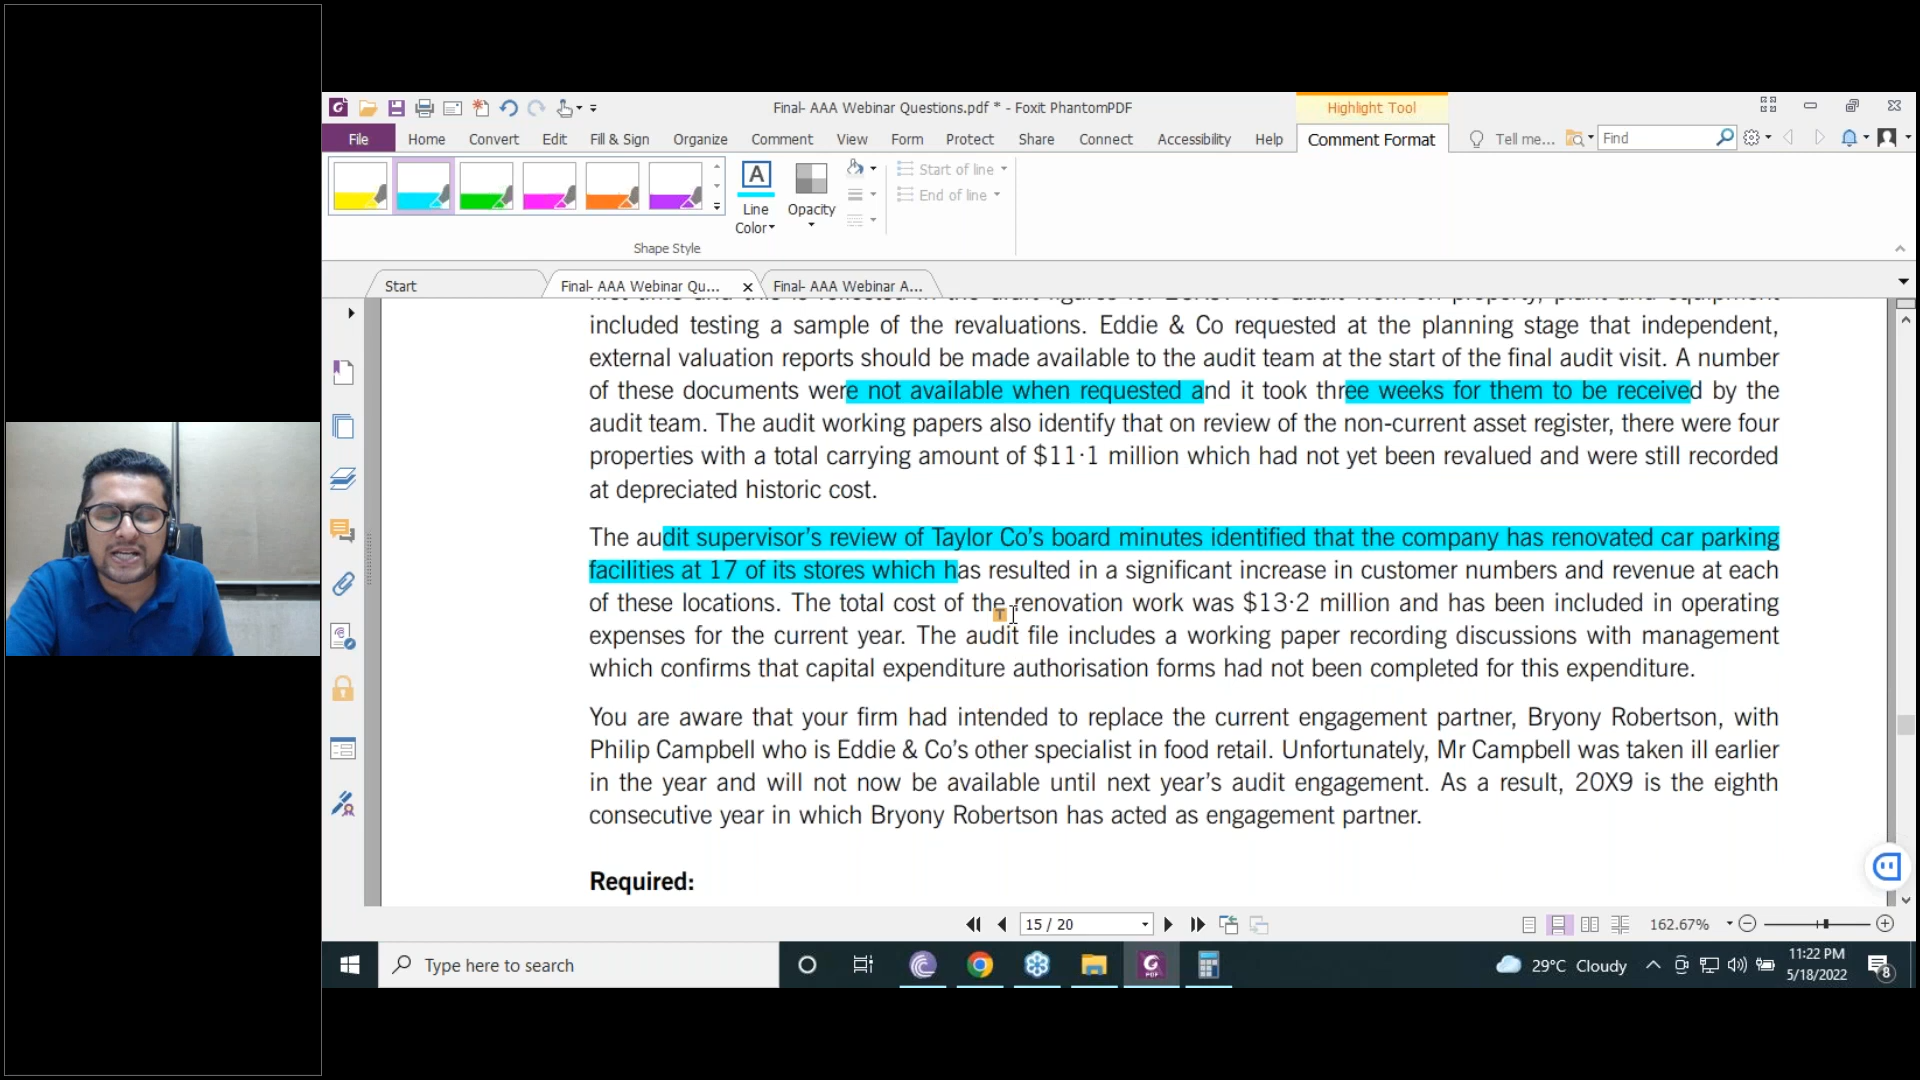 Final- AAA Webinar Questions.pdf * - Foxit PhantomPDF
Highlight Tool
File Home Convert Edit Fill & Sign Organize Comment View Form Protect Share Connect Accessibility Help Comment Format Tell me... Find
Line Color
Opacity
Start of line
End of line
Shape Style
Start
Final- AAA Webinar Qu...
Final- AAA Webinar A...
included testing a sample of the revaluations. Eddie & Co requested at the planning stage that independent,
external valuation reports should be made available to the audit team at the start of the final audit visit. A number
of these documents were not available when requested and it took three weeks for them to be received by the
audit team. The audit working papers also identify that on review of the non-current asset register, there were four
properties with a total carrying amount of $11·1 million which had not yet been revalued and were still recorded
at depreciated historic cost.
The audit supervisor's review of Taylor Co's board minutes identified that the company has renovated car parking
facilities at 17 of its stores which has resulted in a significant increase in customer numbers and revenue at each
of these locations. The total cost of the renovation work was $13·2 million and has been included in operating
expenses for the current year. The audit file includes a working paper recording discussions with management
which confirms that capital expenditure authorisation forms had not been completed for this expenditure.
You are aware that your firm had intended to replace the current engagement partner, Bryony Robertson, with
Philip Campbell who is Eddie & Co's other specialist in food retail. Unfortunately, Mr Campbell was taken ill earlier
in the year and will not now be available until next year's audit engagement. As a result, 20X9 is the eighth
consecutive year in which Bryony Robertson has acted as engagement partner.
Required:
15 / 20
162.67%
Type here to search
29°C Cloudy
11:22 PM
5/18/2022
8